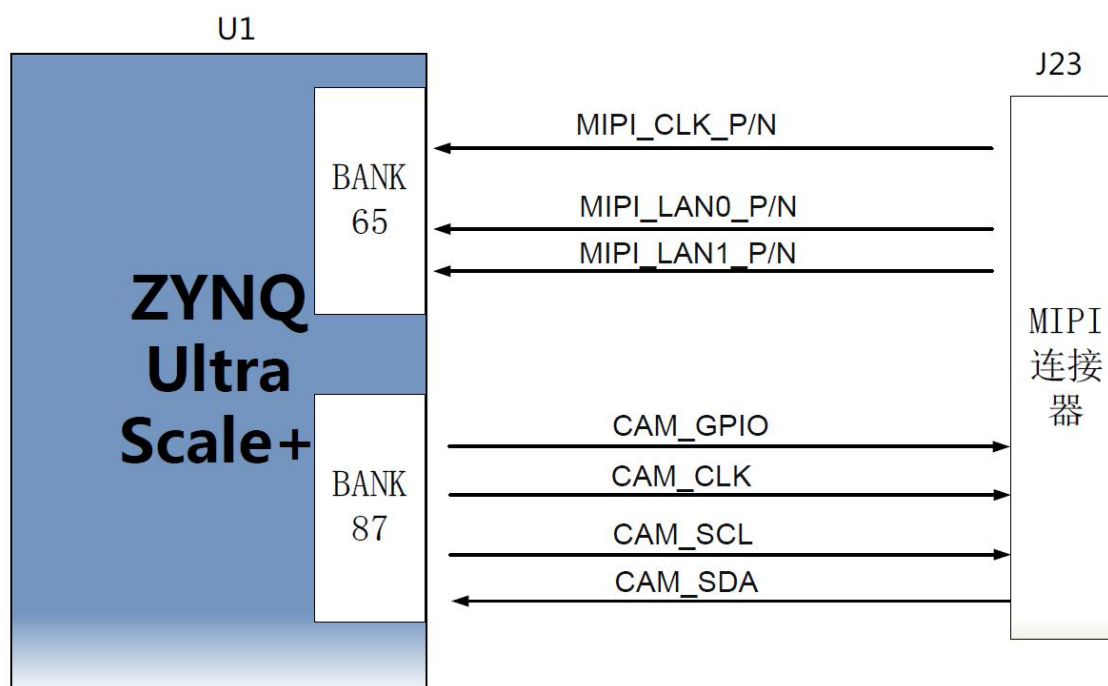 U1
J23
BANK
65
ZYNQ
Ultra
Scale+
BANK
87
MIPI_CLK_P/N
MIPI_LAN0_P/N
MIPI_LAN1_P/N
CAM_GPIO
CAM_CLK
CAM_SCL
CAM_SDA
MIPI
连接
器